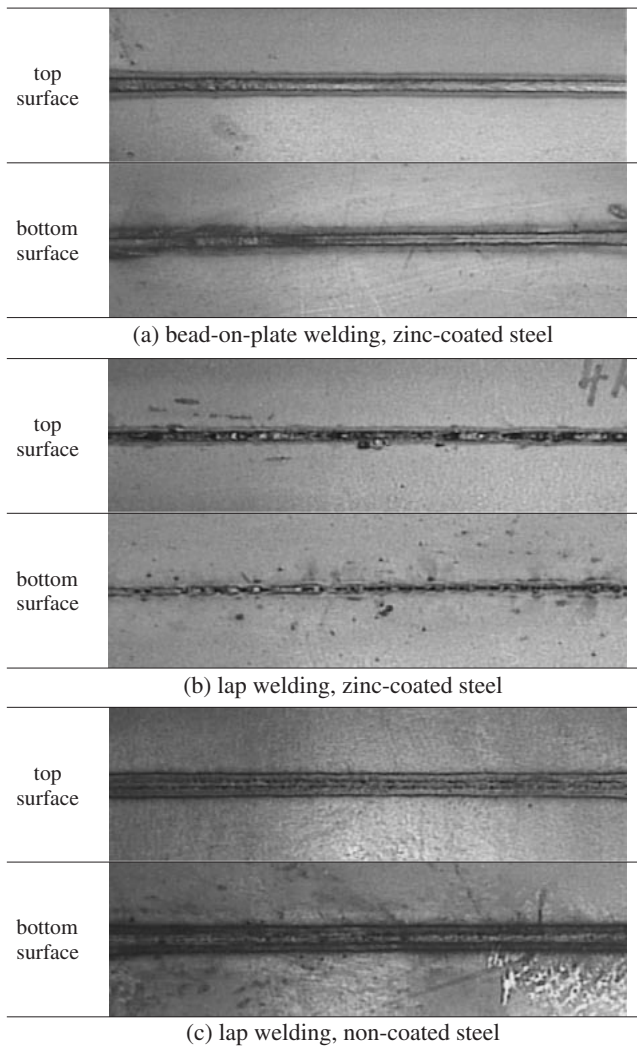 top
surface
bottom
surface
(a) bead-on-plate welding, zinc-coated steel
top
surface
bottom
surface
(b) lap welding, zinc-coated steel
top
surface
bottom
surface
(c) lap welding, non-coated steel